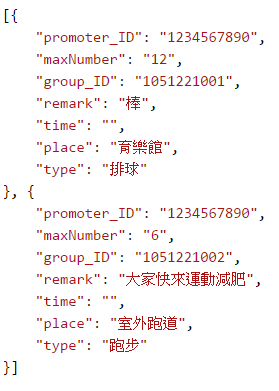 [{
"promoter_ID": "1234567890",
"maxNumber": "12",
"group_ID": "1051221001",
"remark": "棒",
"time": "",
"place": "育樂館",
"type": "排球"
}, {
"promoter_ID": "1234567890",
"maxNumber": "6",
"group_ID": "1051221002",
"remark": "大家快來運動減肥",
"time": "",
"place": "室外跑道",
"type": "跑步"
}]